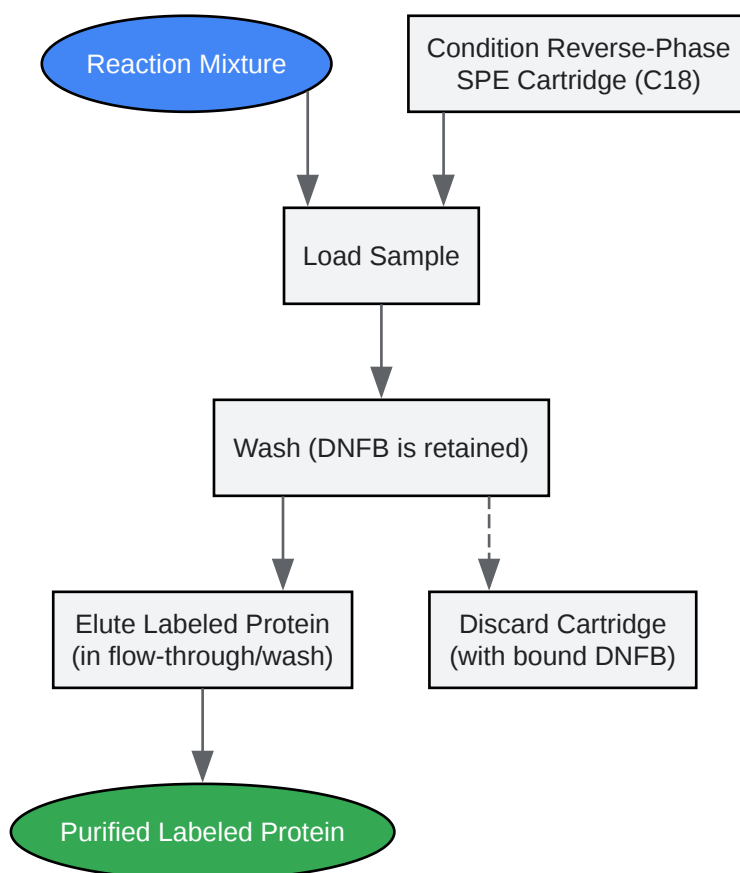 Reaction Mixture
Condition Reverse-Phase
SPE Cartridge (C18)
Load Sample
Wash (DNFB is retained)
Elute Labeled Protein
(in flow-through/wash)
Discard Cartridge
(with bound DNFB)
Purified Labeled Protein